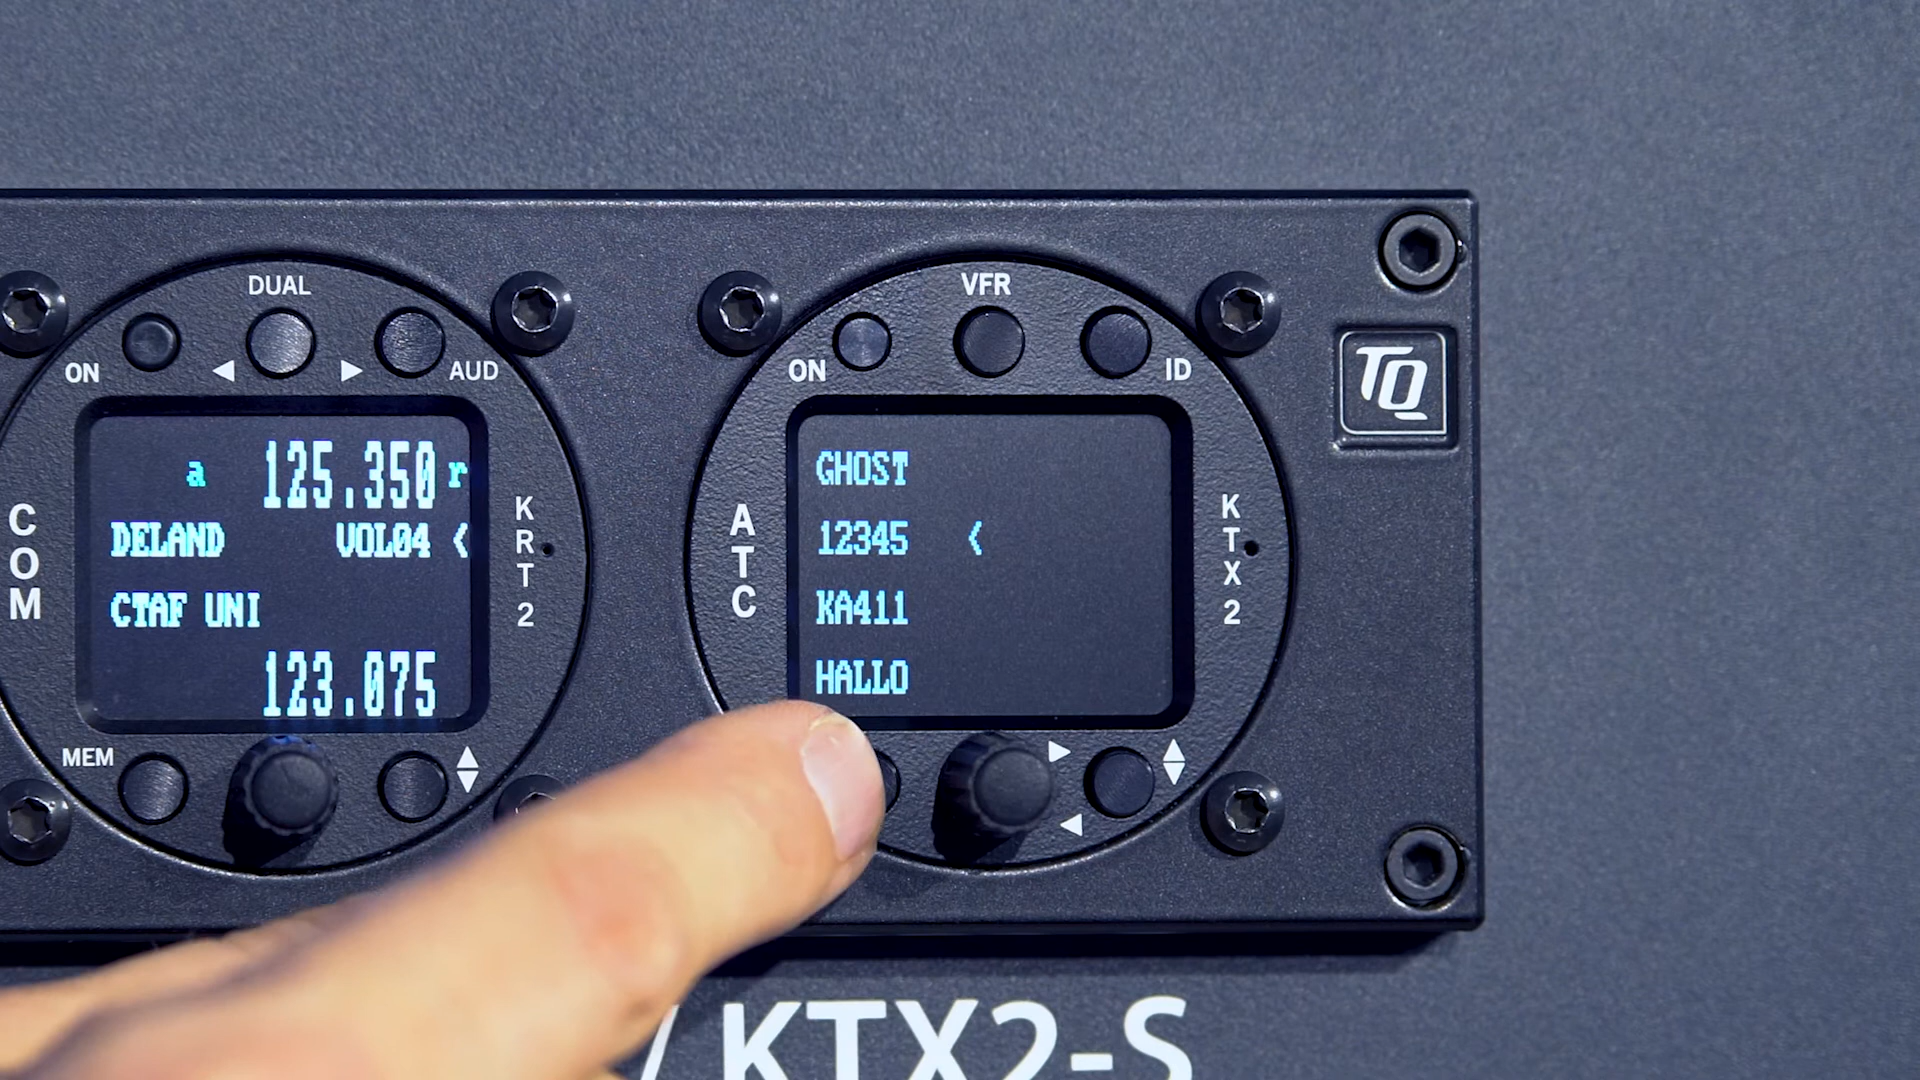 DUAL
ON
◀
▶
AUD
COM
a 125.350 r
DELAND VOL04 <
CTAF UNI
123.075
KRT2
MEM
VFR
ON
ID
ATC
GHOST
12345 <
KA411
HALLO
KTX2
TQ
/ KTX2-S